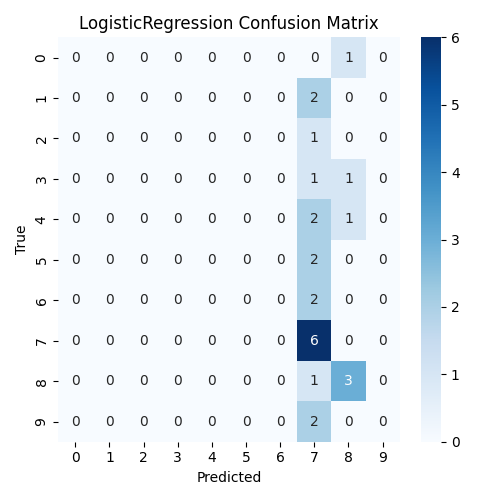 LogisticRegression Confusion Matrix
0 0 0 0 0 0 0 0 1 0
1 0 0 0 0 0 0 0 2 0 0
2 0 0 0 0 0 0 0 1 0 0
3 0 0 0 0 0 0 0 1 1 0
4 0 0 0 0 0 0 0 2 1 0
5 0 0 0 0 0 0 0 2 0 0
6 0 0 0 0 0 0 0 2 0 0
7 0 0 0 0 0 0 0 6 0 0
8 0 0 0 0 0 0 0 1 3 0
9 0 0 0 0 0 0 0 2 0 0
0 1 2 3 4 5 6 7 8 9
True
Predicted
6
5
4
3
2
1
0